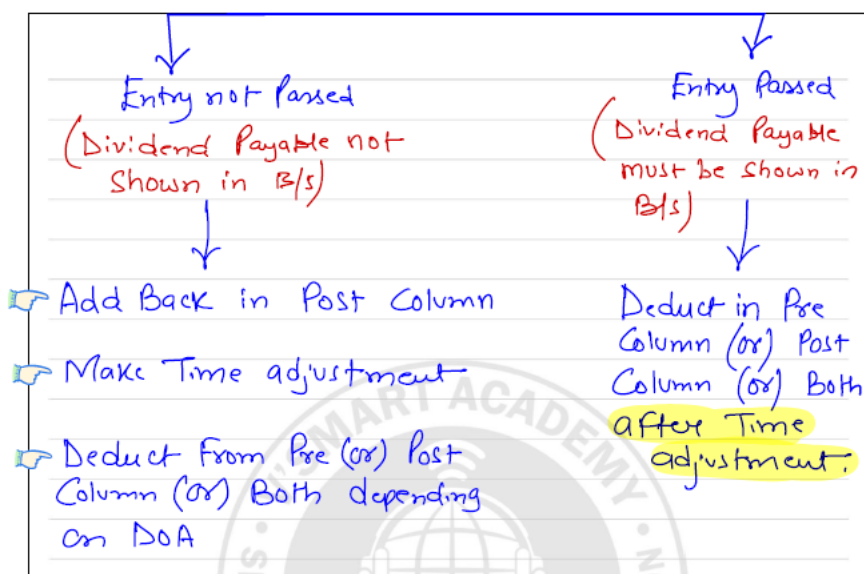 Entry not Passed
(Dividend Payable not
shown in B/s)
Add Back in Post Column
Make Time adjustment
Deduct From Pre (or) Post
Column (or) Both depending
on DOA
Entry Passed
(Dividend Payable
must be shown in
B/s)
Deduct in Pre
Column (or) Post
Column (or) Both
after Time
adjustment.
SMART ACADEMY